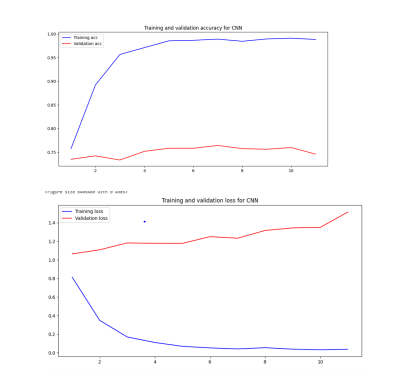 Training and validation accuracy for CNN
Training acc
Validation acc
1.00
0.95
0.90
0.85
0.80
0.75
2 4 6 8 10
Training and validation loss for CNN
Training loss
Validation loss
1.4
1.2
1.0
0.8
0.6
0.4
0.2
0.0
2 4 6 8 10